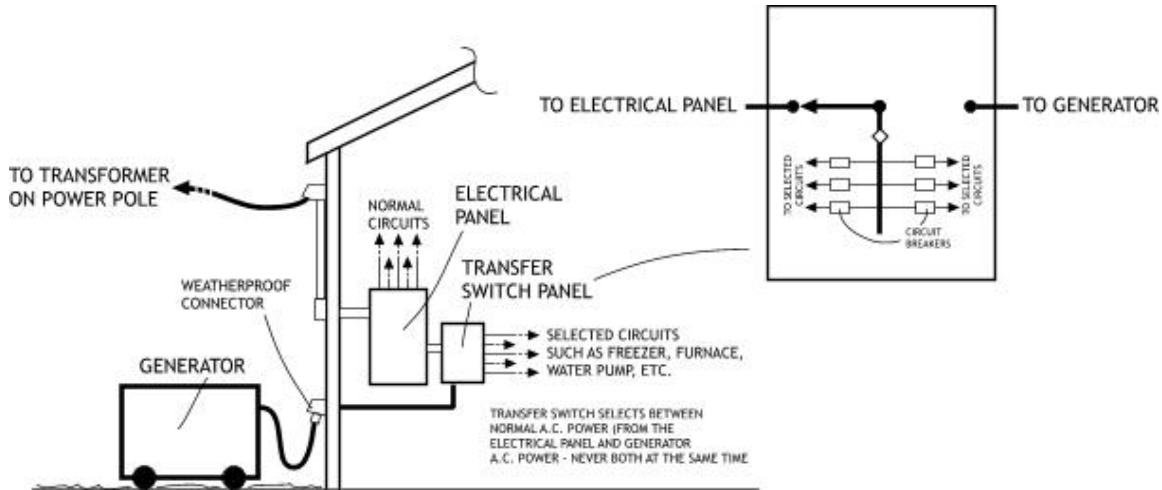 TO TRANSFORMER
ON POWER POLE
NORMAL
CIRCUITS
ELECTRICAL
PANEL
WEATHERPROOF
CONNECTOR
TRANSFER
SWITCH PANEL
GENERATOR
SELECTED CIRCUITS
SUCH AS FREEZER, FURNACE,
WATER PUMP, ETC.
TRANSFER SWITCH SELECTS BETWEEN
NORMAL A.C. POWER (FROM THE
ELECTRICAL PANEL AND GENERATOR
A.C. POWER - NEVER BOTH AT THE SAME TIME
TO ELECTRICAL PANEL
TO GENERATOR
TO SELECTED
CIRCUITS
TO SELECTED
CIRCUITS
CIRCUIT
BREAKERS